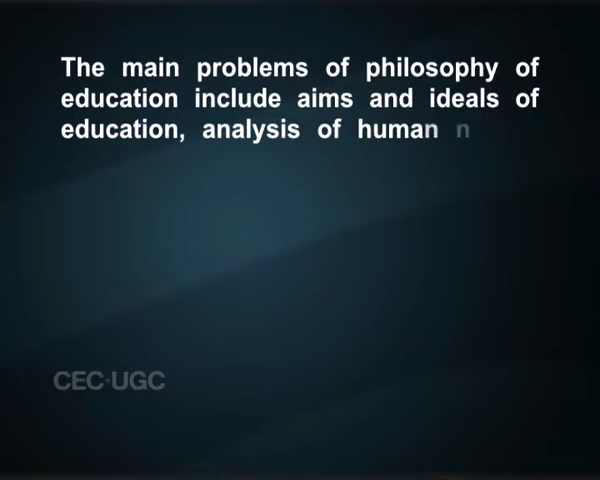 The main problems of philosophy of
education include aims and ideals of
education, analysis of human n
CEC-UGC